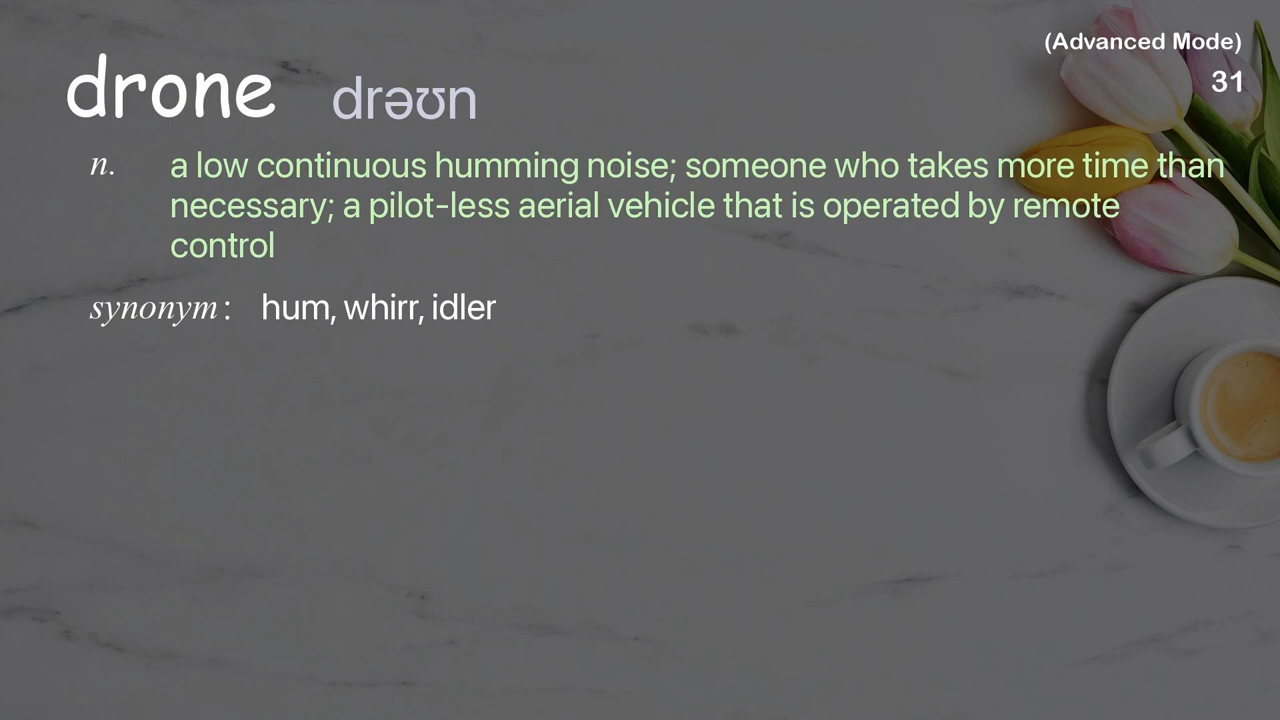 (Advanced Mode)
31
drone drəʊn
n. a low continuous humming noise; someone who takes more time than
necessary; a pilot-less aerial vehicle that is operated by remote
control
synonym: hum, whirr, idler